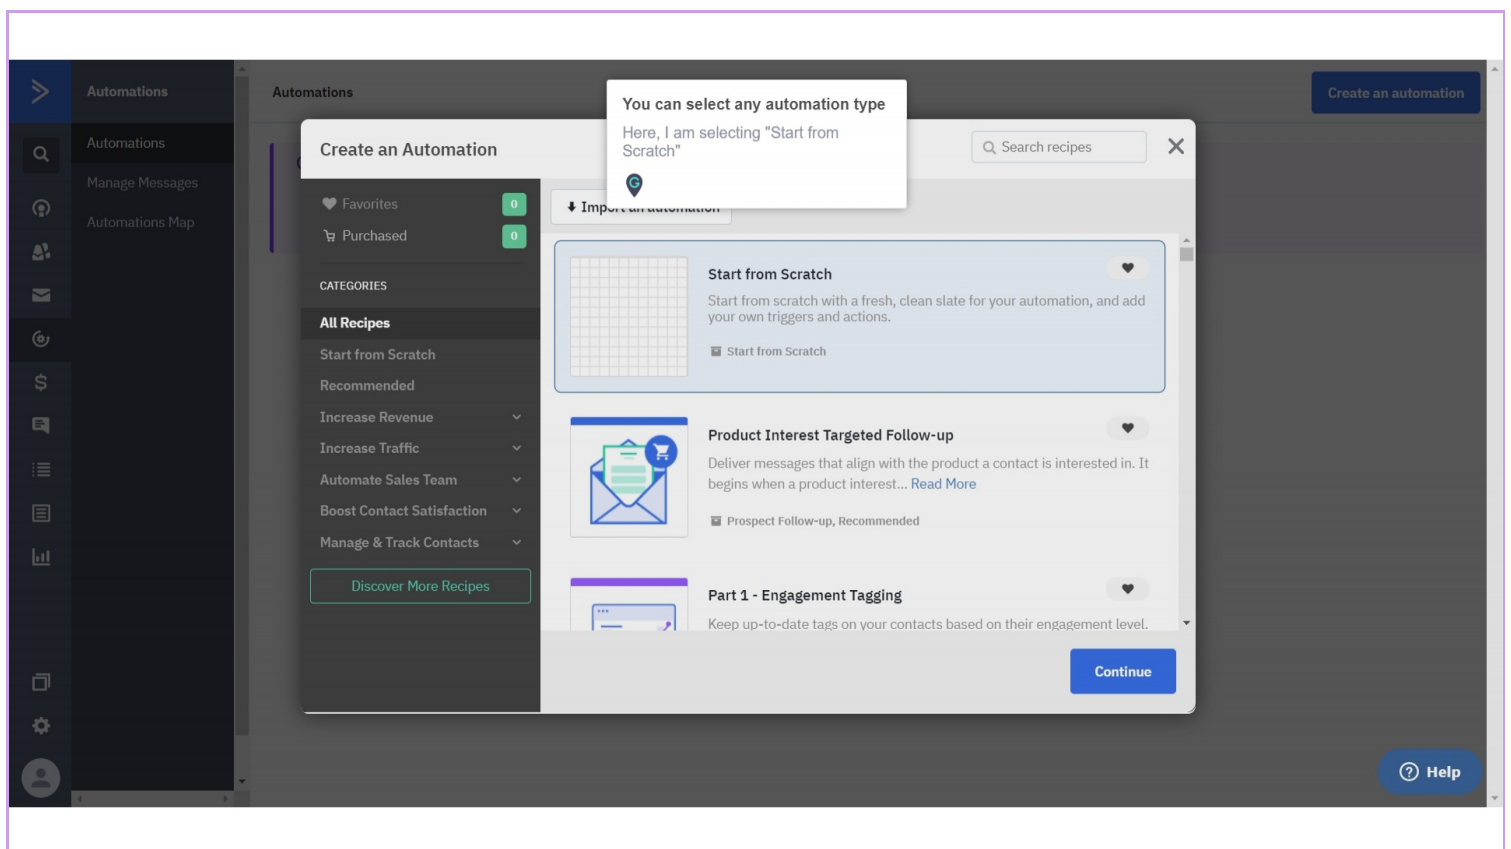 Automations
Automations
Create an automation
You can select any automation type
Here, I am selecting "Start from
Scratch"
Automations
Manage Messages
Automations Map
Create an Automation
Search recipes
Favorites
0
Purchased
0
Import an automation
CATEGORIES
All Recipes
Start from Scratch
Recommended
Increase Revenue
Increase Traffic
Automate Sales Team
Boost Contact Satisfaction
Manage & Track Contacts
Discover More Recipes
Start from Scratch
Start from scratch with a fresh, clean slate for your automation, and add
your own triggers and actions.
Start from Scratch
Product Interest Targeted Follow-up
Deliver messages that align with the product a contact is interested in. It
begins when a product interest... Read More
Prospect Follow-up, Recommended
Part 1 - Engagement Tagging
Keep up-to-date tags on your contacts based on their engagement level.
Continue
Help